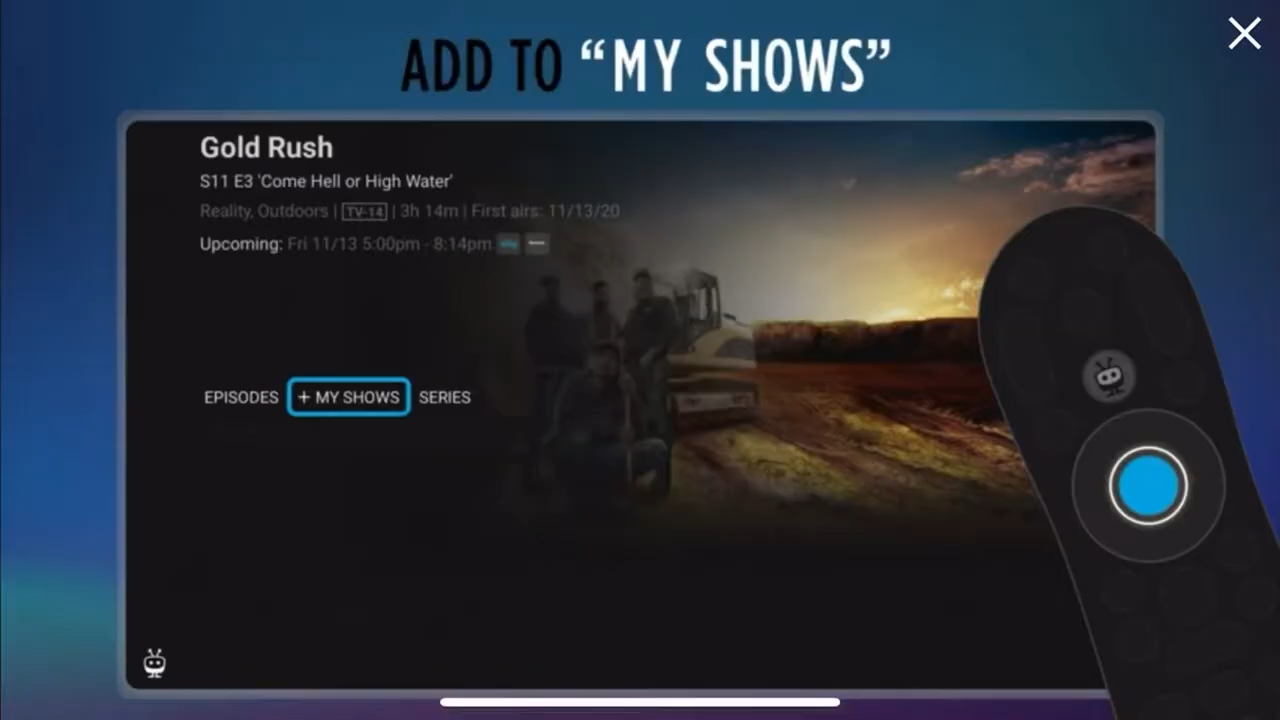 ADD TO “MY SHOWS”
Gold Rush
S11 E3 'Come Hell or High Water'
Reality, Outdoors | TV-14 | 3h 14m | First airs: 11/13/20
Upcoming: Fri 11/13 5:00pm - 8:14pm
EPISODES + MY SHOWS SERIES